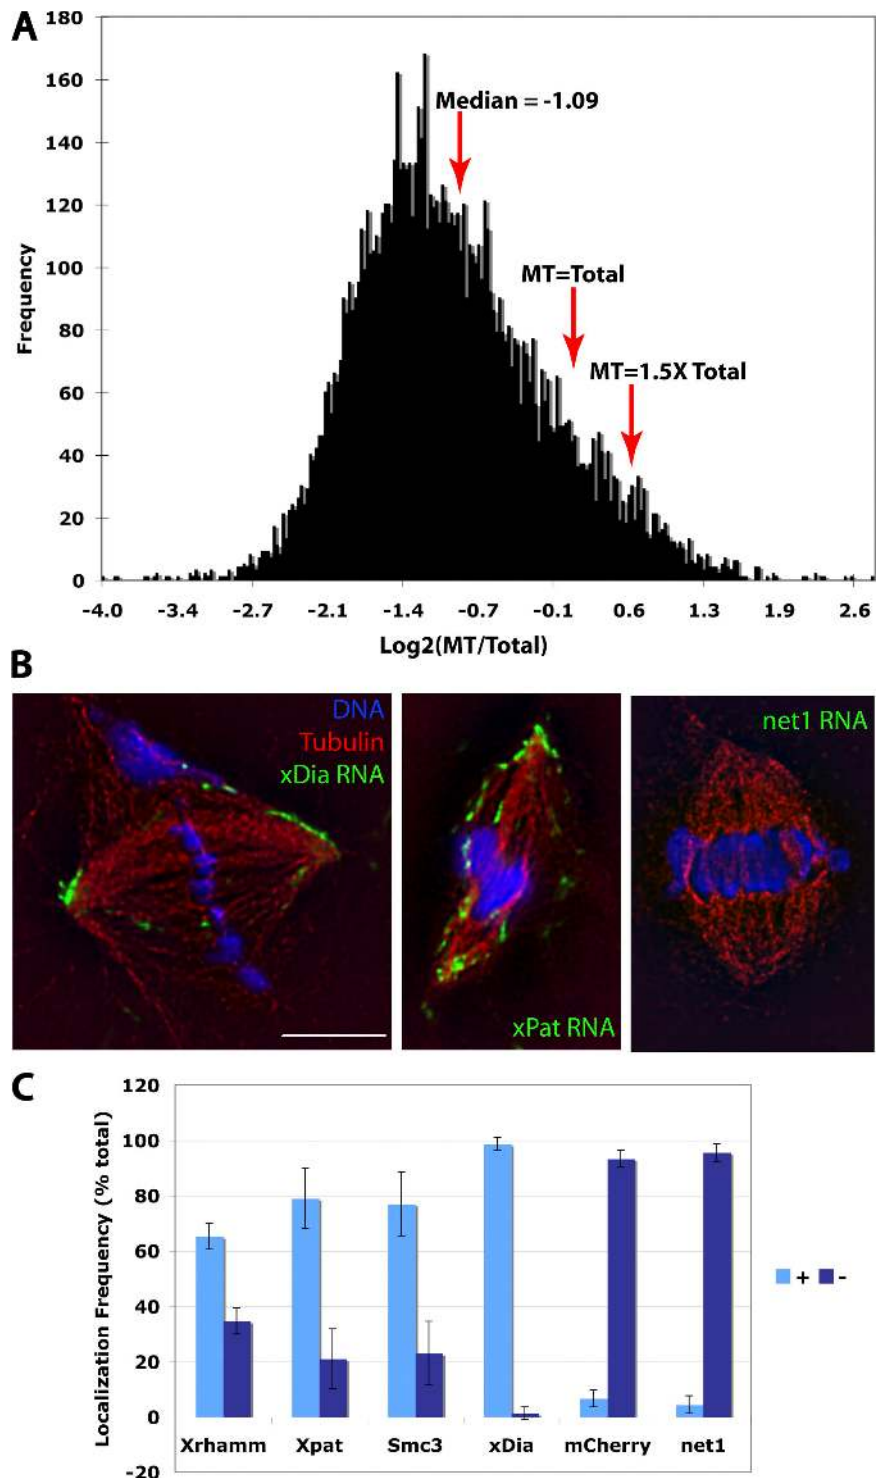 A
180
160
140
120
100
80
60
40
20
0
Frequency
Median = -1.09
MT=Total
MT=1.5X Total
-4.0 -3.4 -2.7 -2.1 -1.4 -0.7 -0.1 0.6 1.3 1.9 2.6
Log2(MT/Total)
B
DNA
Tubulin
xDia RNA
xPat RNA
net1 RNA
C
Localization Frequency (% total)
120
100
80
60
40
20
0
-20
Xrhamm Xpat Smc3 xDia mCherry net1
+ -